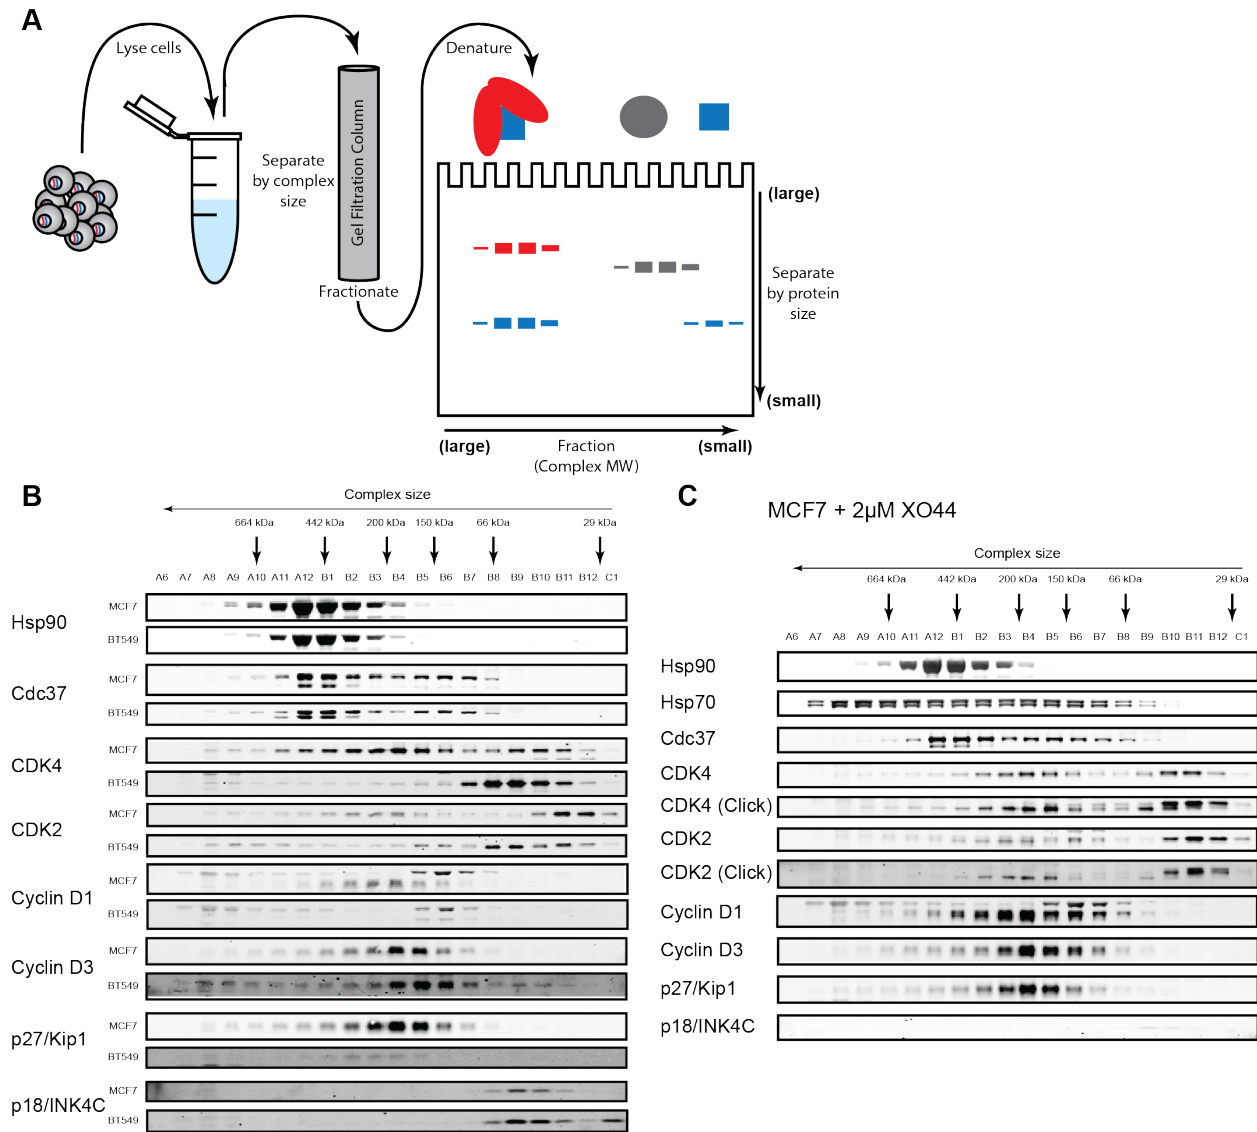 A
Lyse cells
Denature
Separate
by complex
size
Gel Filtration Column
Fractionate
(large)
Separate
by protein
size
(small)
(large)
Fraction
(Complex MW)
(small)
B
Complex size
664 kDa 442 kDa 200 kDa 150 kDa 66 kDa 29 kDa
A6 A7 A8 A9 A10 A11 A12 B1 B2 B3 B4 B5 B6 B7 B8 B9 B10 B11 B12 C1
Hsp90
MCF7
BT549
Cdc37
MCF7
BT549
CDK4
MCF7
BT549
CDK2
MCF7
BT549
Cyclin D1
MCF7
BT549
Cyclin D3
MCF7
BT549
p27/Kip1
MCF7
BT549
p18/INK4C
MCF7
BT549
C
MCF7 + 2μM XO44
Complex size
664 kDa 442 kDa 200 kDa 150 kDa 66 kDa 29 kDa
A6 A7 A8 A9 A10 A11 A12 B1 B2 B3 B4 B5 B6 B7 B8 B9 B10 B11 B12 C1
Hsp90
Hsp70
Cdc37
CDK4
CDK4 (Click)
CDK2
CDK2 (Click)
Cyclin D1
Cyclin D3
p27/Kip1
p18/INK4C